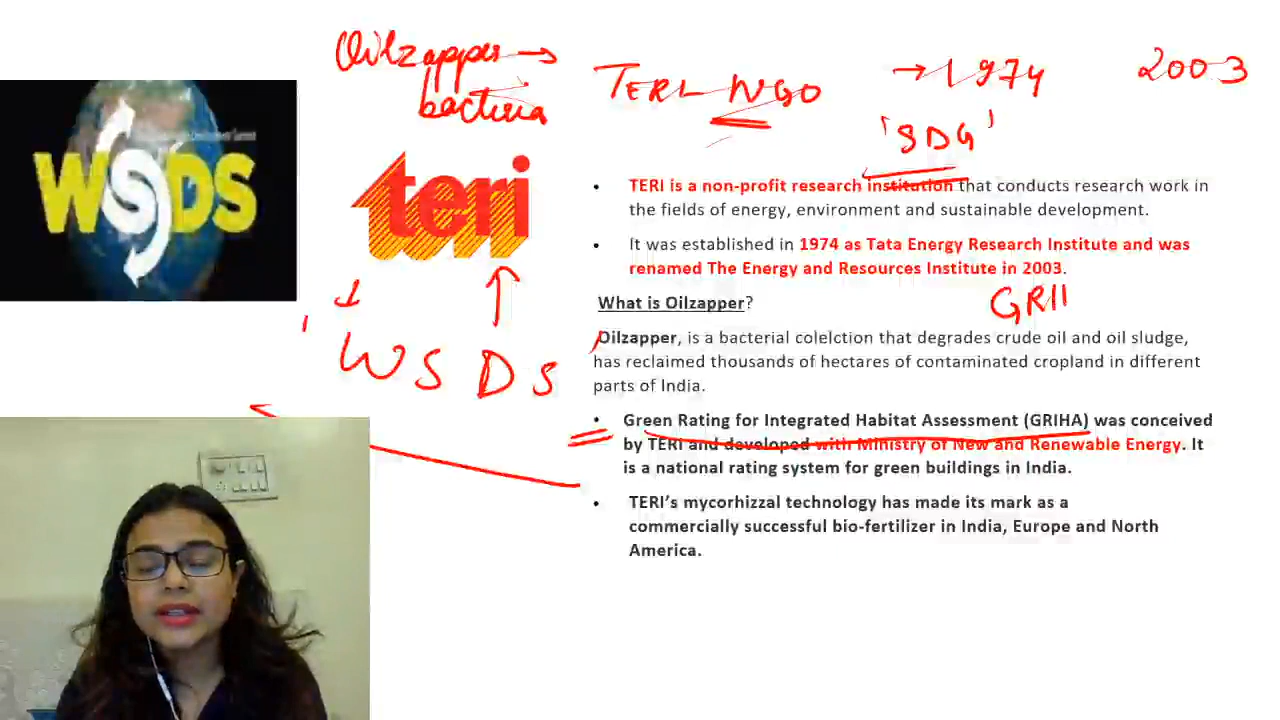 Oilzapper →
bacteria
TERI NGO
→ 1974
2003
'SDG'
WSDS
teri
• TERI is a non-profit research institution that conducts research work in
the fields of energy, environment and sustainable development.
• It was established in 1974 as Tata Energy Research Institute and was
renamed The Energy and Resources Institute in 2003.
What is Oilzapper?
GRII
WSDS
Oilzapper, is a bacterial colelction that degrades crude oil and oil sludge,
has reclaimed thousands of hectares of contaminated cropland in different
parts of India.
• Green Rating for Integrated Habitat Assessment (GRIHA) was conceived
by TERI and developed with Ministry of New and Renewable Energy. It
is a national rating system for green buildings in India.
• TERI’s mycorhizzal technology has made its mark as a
commercially successful bio-fertilizer in India, Europe and North
America.